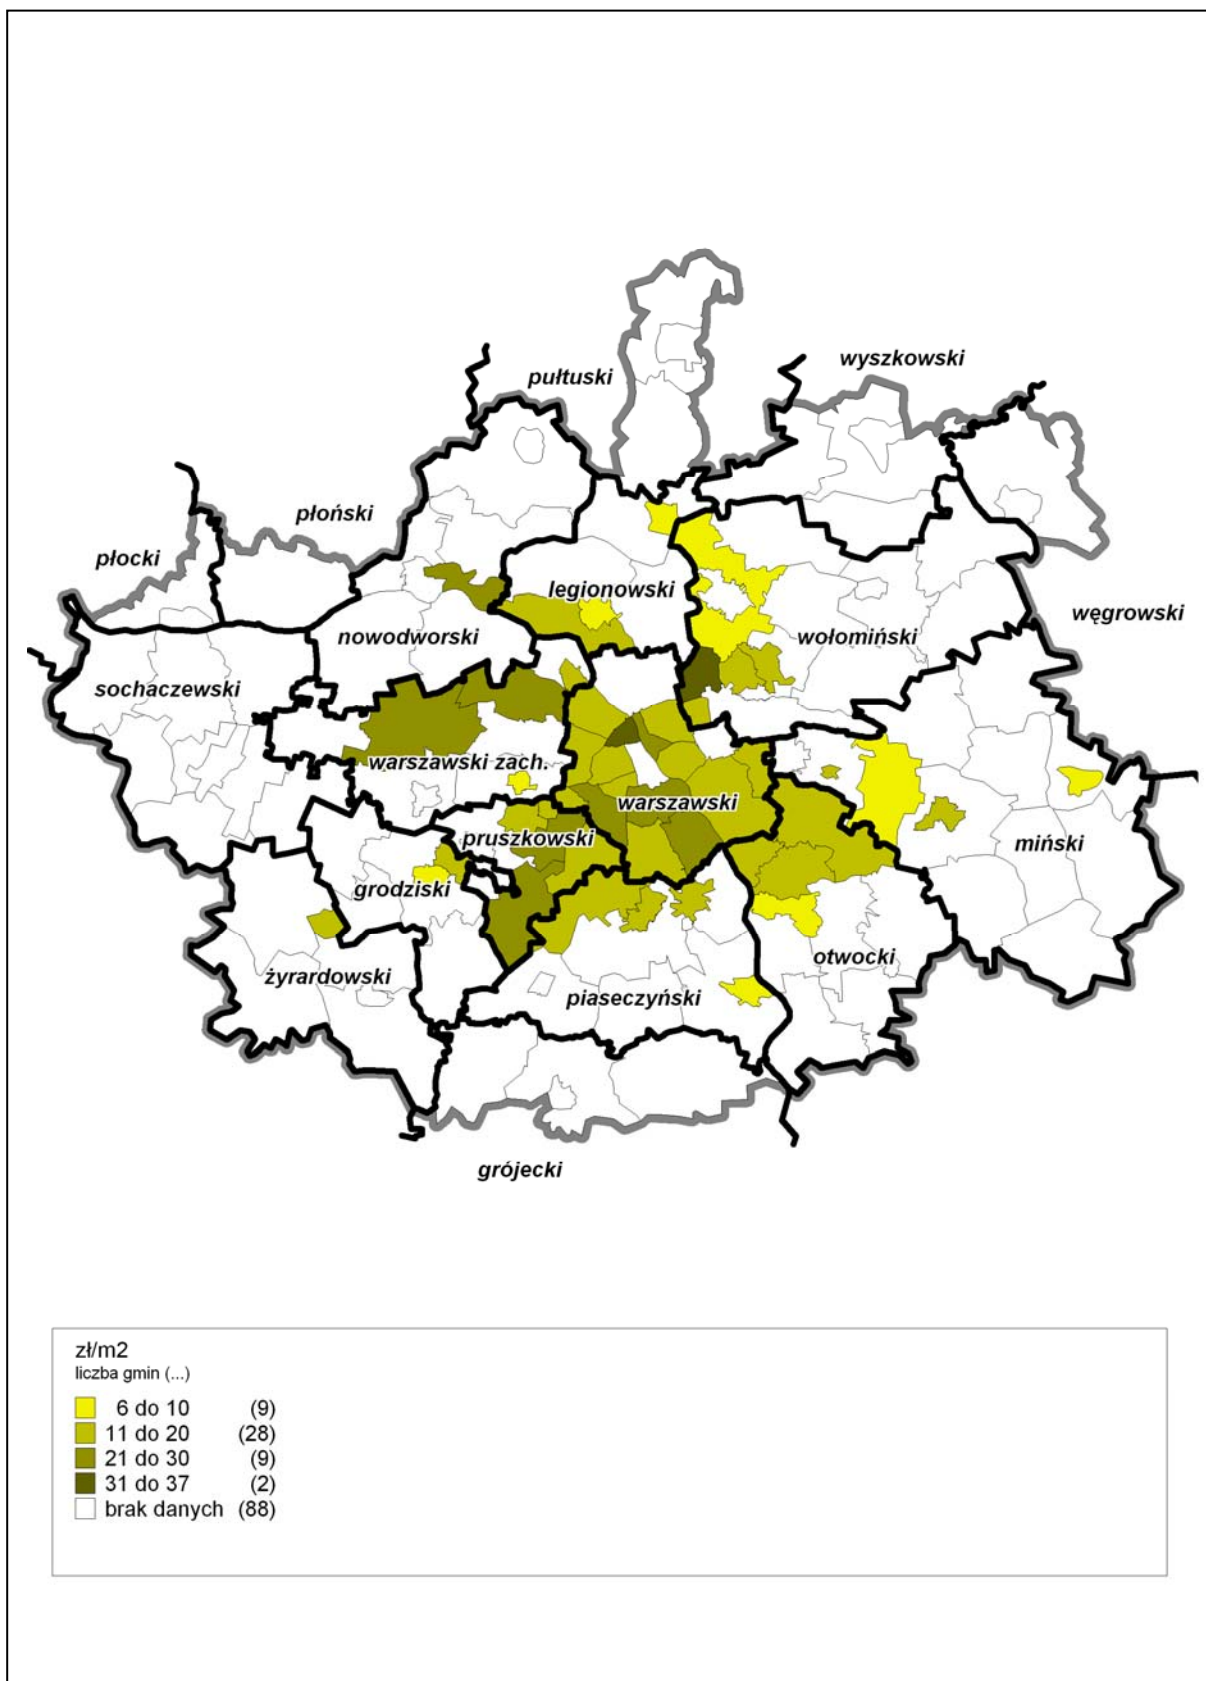 wyszkowski
pułtuski
płoński
płocki
legionowski
węgrowski
nowodworski
wołomiński
sochaczewski
warszawski zach.
warszawski
pruszkowski
miński
grodziski
otwocki
żyrardowski
piaseczyński
grójecki
zł/m2
liczba gmin (...)
6 do 10 (9)
11 do 20 (28)
21 do 30 (9)
31 do 37 (2)
brak danych (88)